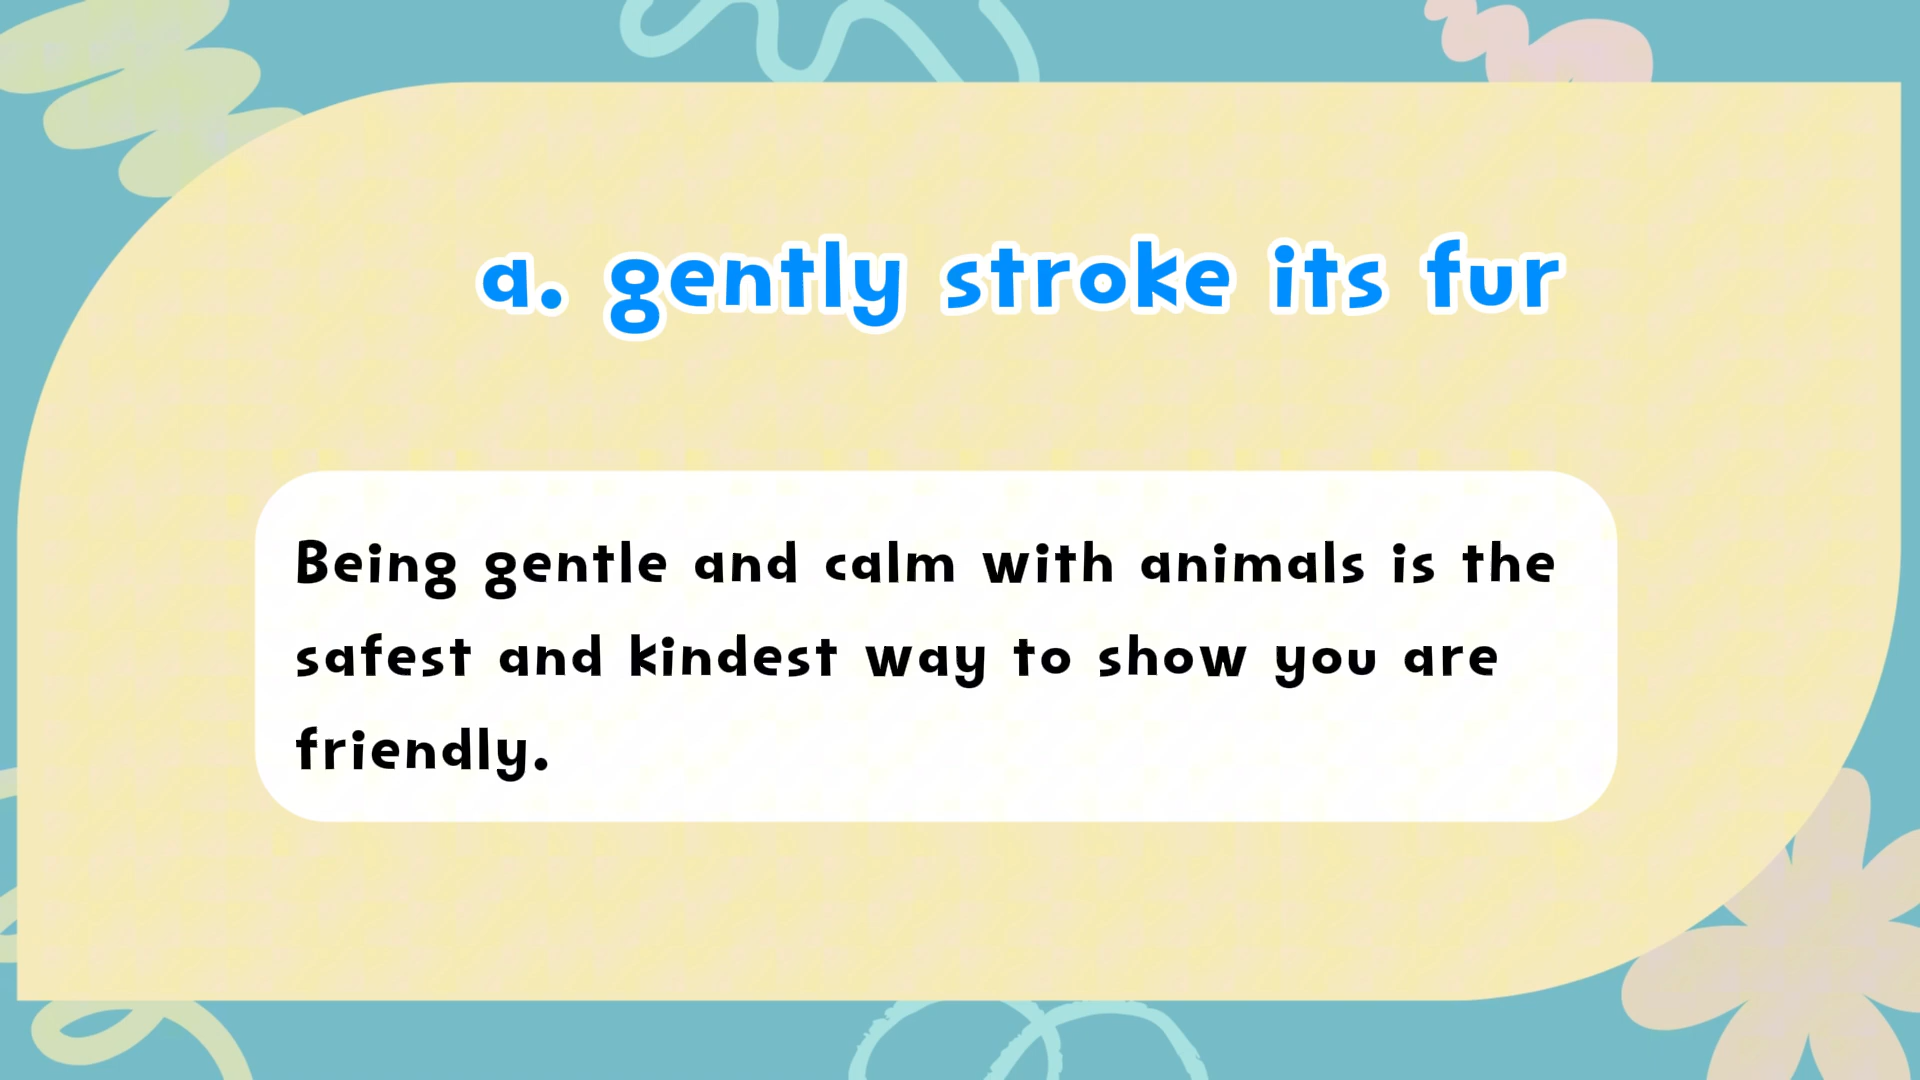 a. gently stroke its fur
Being gentle and calm with animals is the
safest and kindest way to show you are
friendly.